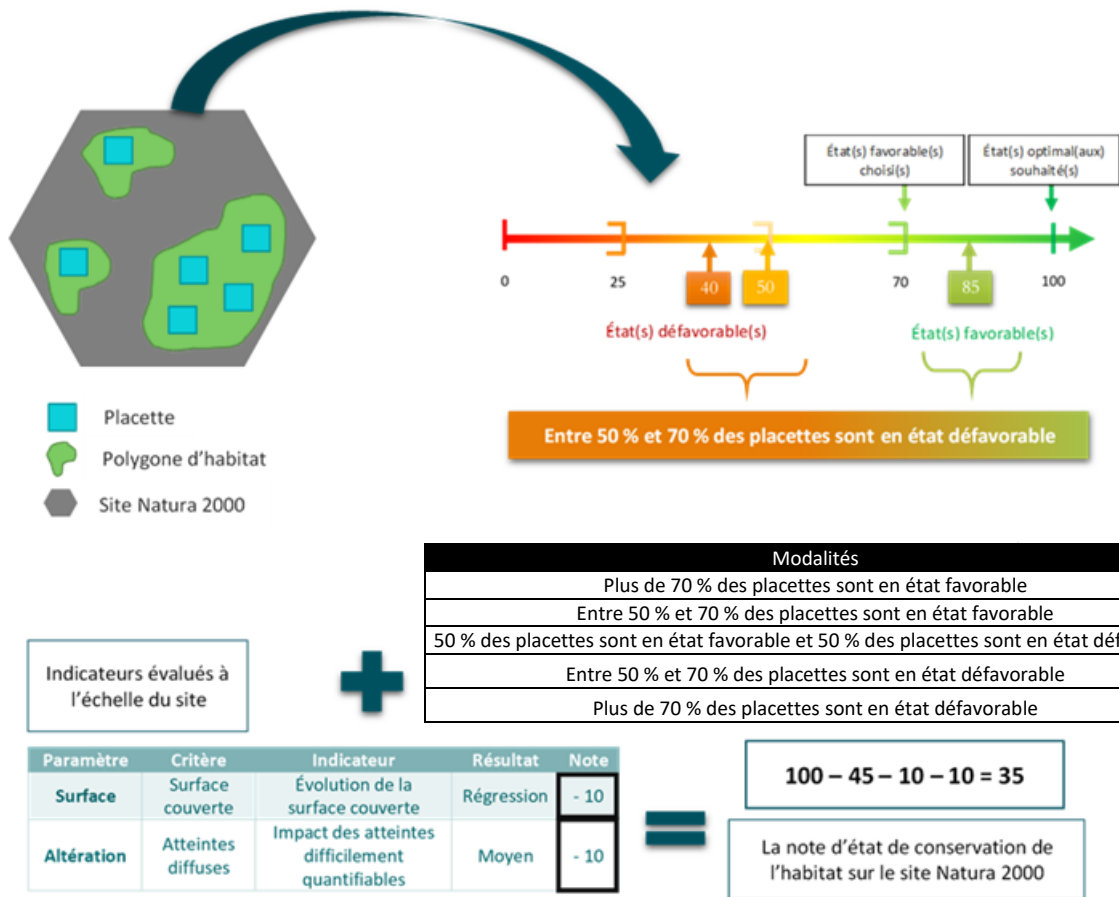 État(s) favorable(s)
choisi(s)
État(s) optimal(aux)
souhaité(s)
0
25
40
50
70
85
100
État(s) défavorable(s)
État(s) favorable(s)
Entre 50 % et 70 % des placettes sont en état défavorable
Placette
Polygone d'habitat
Site Natura 2000
Modalités
Plus de 70 % des placettes sont en état favorable
Entre 50 % et 70 % des placettes sont en état favorable
50 % des placettes sont en état favorable et 50 % des placettes sont en état déf
Entre 50 % et 70 % des placettes sont en état défavorable
Plus de 70 % des placettes sont en état défavorable
Indicateurs évalués à
l'échelle du site
Paramètre Critère Indicateur Résultat Note
Surface
Surface
couverte
Évolution de la
surface couverte
Régression
- 10
Altération
Atteintes
diffuses
Impact des atteintes
difficilement
quantifiables
Moyen
- 10
100 – 45 – 10 – 10 = 35
La note d'état de conservation de
l'habitat sur le site Natura 2000